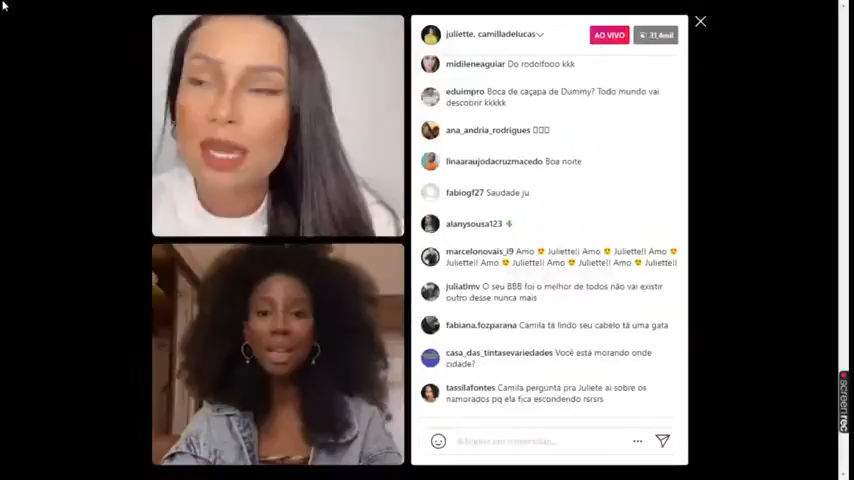 juliette, camilladelucas
AO VIVO
31,4mil
midileneaguiar Do rodolfooo kkk
eduimpro Boca de caçapa de Dummy? Todo mundo vai
descobrir kkkkk
ana_andria_rodrigues
linaaraujodacruzmacedo Boa noite
fabiogf27 Saudade ju
alanysousa123 🌵
marcelonovais_i9 Amo 😍 Juliette!! Amo 😍 Juliette!! Amo 😍
Juliette!! Amo 😍 Juliette!! Amo 😍 Juliette!! Amo 😍 Juliette!!
juliatlmv O seu BBB foi o melhor de todos não vai existir
outro desse nunca mais
fabiana.fozparana Camila tá lindo seu cabelo tá uma gata
casa_das_tintasevariedades Você está morando onde
cidade?
tassilafontes Camila pergunta pra Juliete ai sobre os
namorados pq ela fica escondendo rsrsrs
screenrec